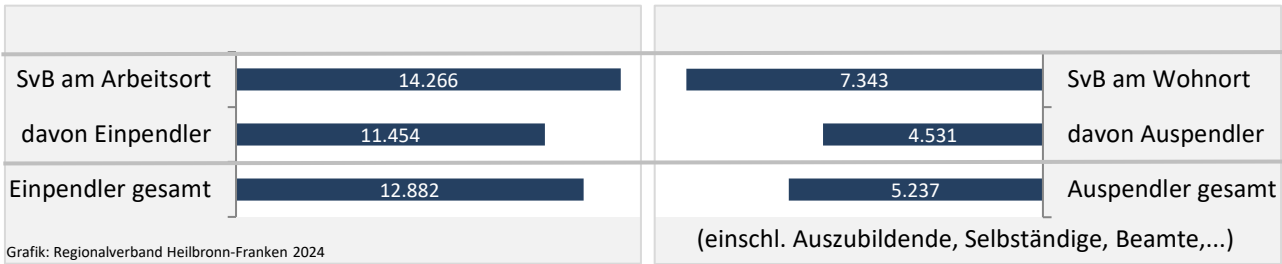 SvB am Arbeitsort 14.266 7.343 SvB am Wohnort
davon Einpendler 11.454 4.531 davon Auspendler
Einpendler gesamt 12.882 5.237 Auspendler gesamt
(einschl. Auszubildende, Selbständige, Beamte,...)
Grafik: Regionalverband Heilbronn-Franken 2024